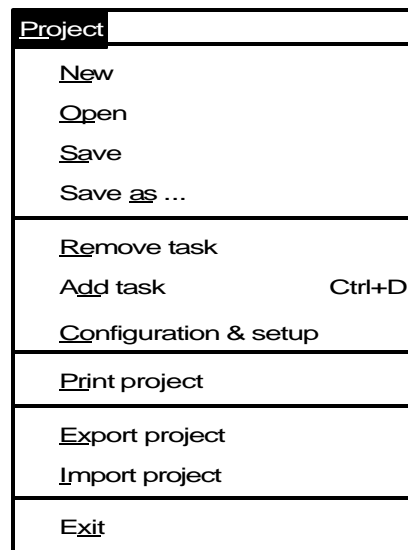 Project
New
Open
Save
Save as ...
Remove task
Add task Ctrl+D
Configuration & setup
Print project
Export project
Import project
Exit